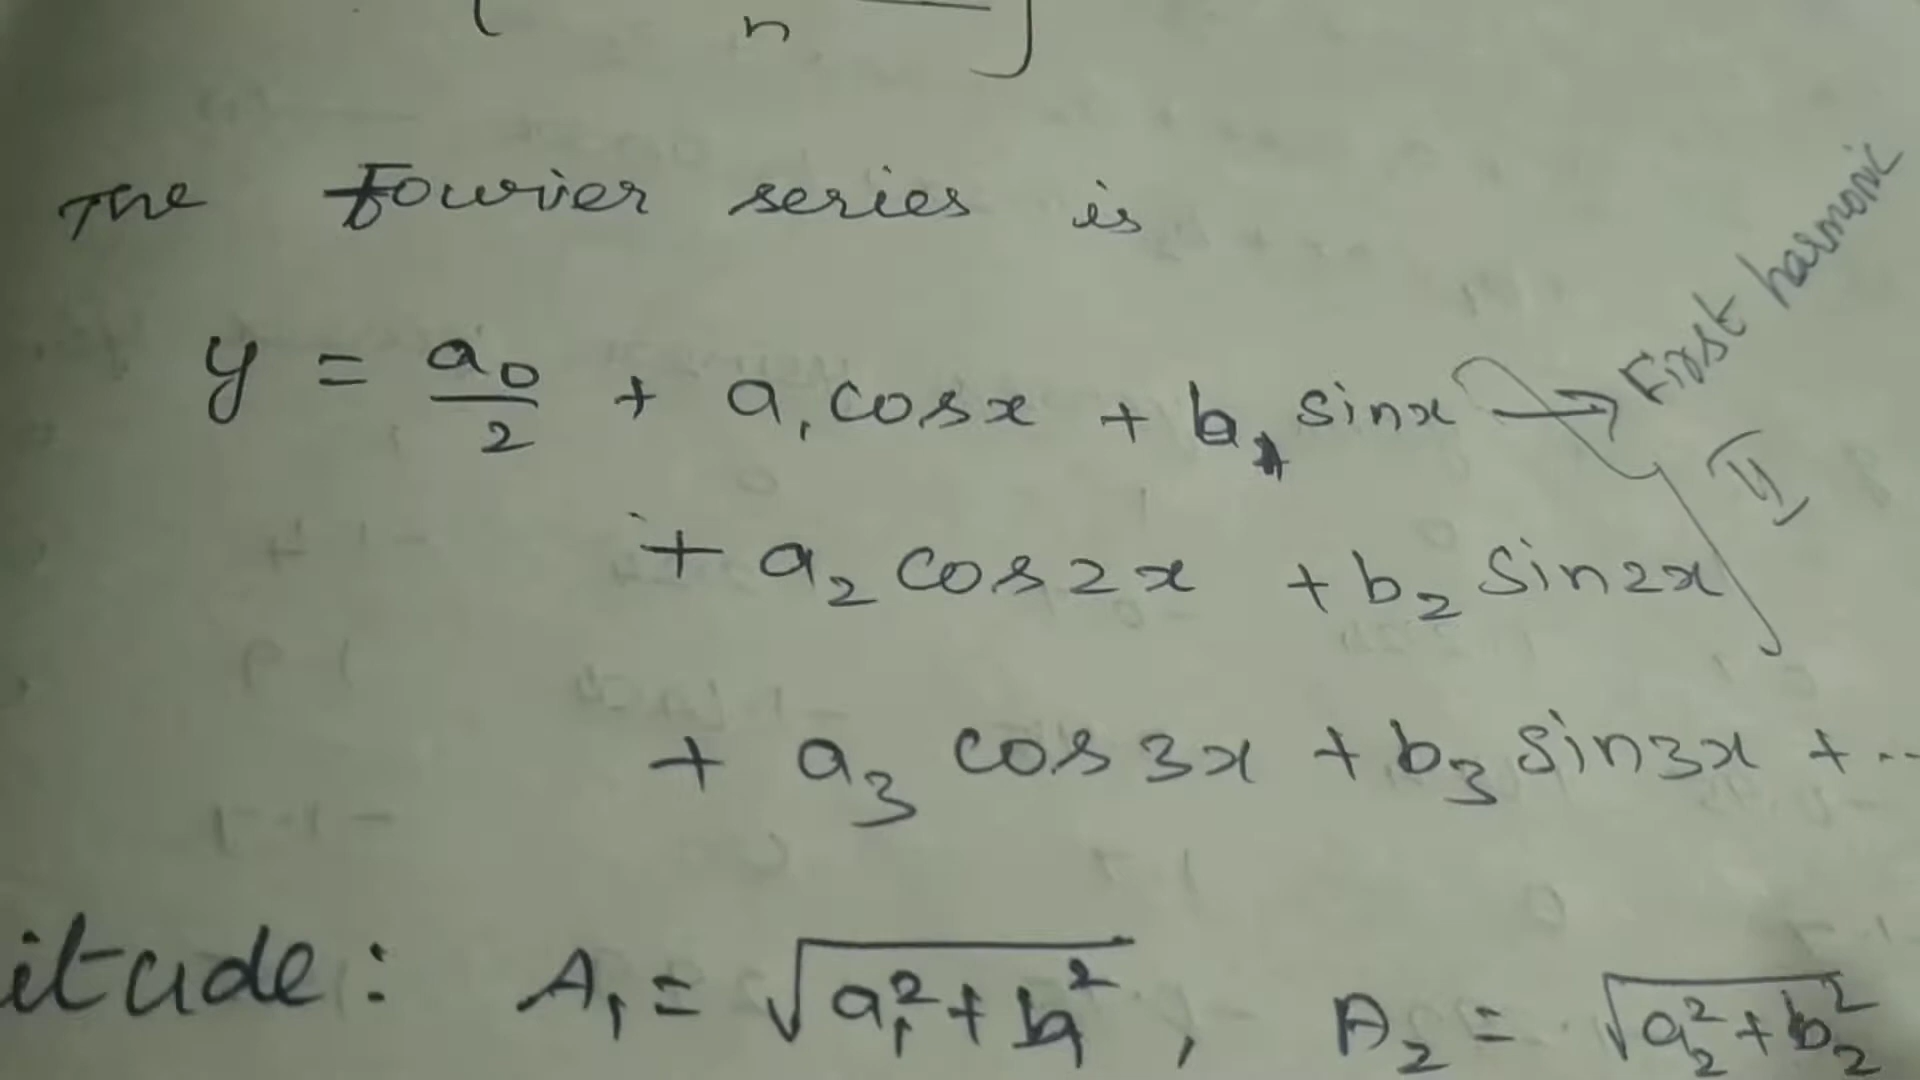 n
The Fourier series is
y = a₀/2 + a₁ cos x + b₁ sin x → First harmonic
II
+ a₂ cos 2x + b₂ sin 2x
+ a₃ cos 3x + b₃ sin 3x + ..
itude : A₁ = √(a₁² + b₁²) , A₂ = √(a₂² + b₂²)